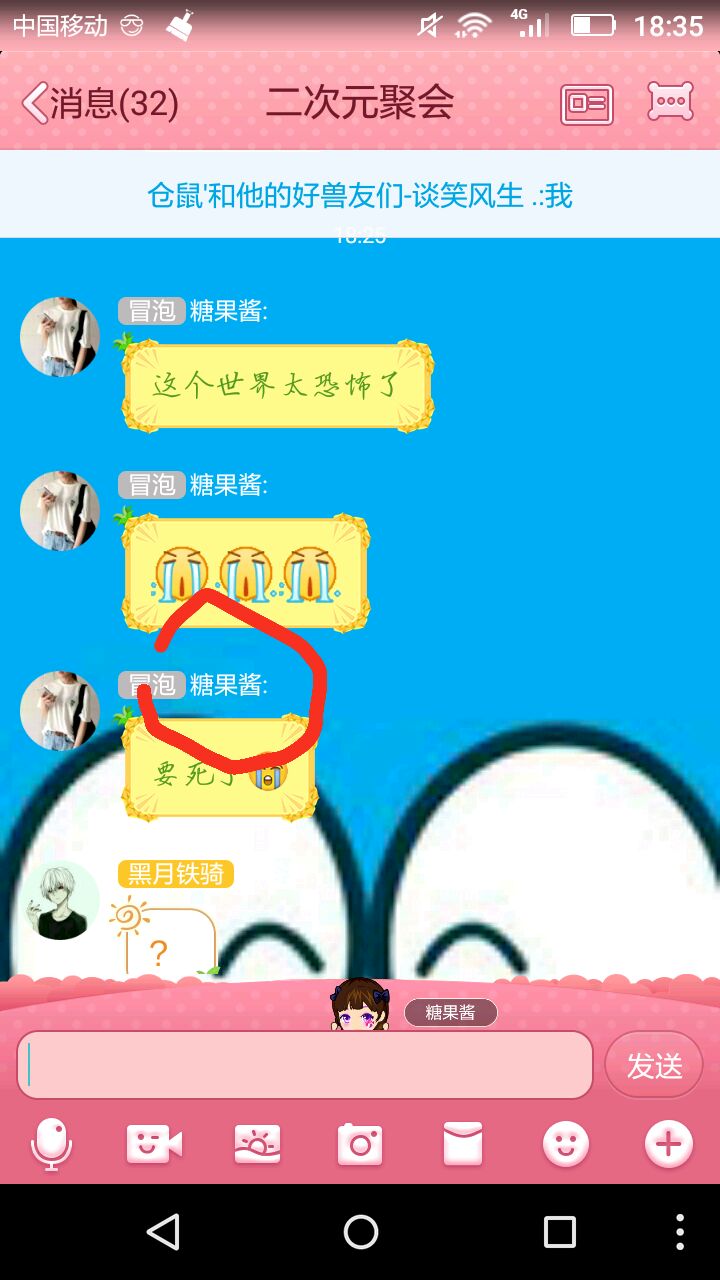 中国移动 4G 18:35
消息(32) 二次元聚会
仓鼠'和他的好兽友们-谈笑风生 .:我
18:25
冒泡 糖果酱:
这个世界太恐怖了
冒泡 糖果酱:
冒泡 糖果酱:
要死了
黑月铁骑
?
糖果酱
发送